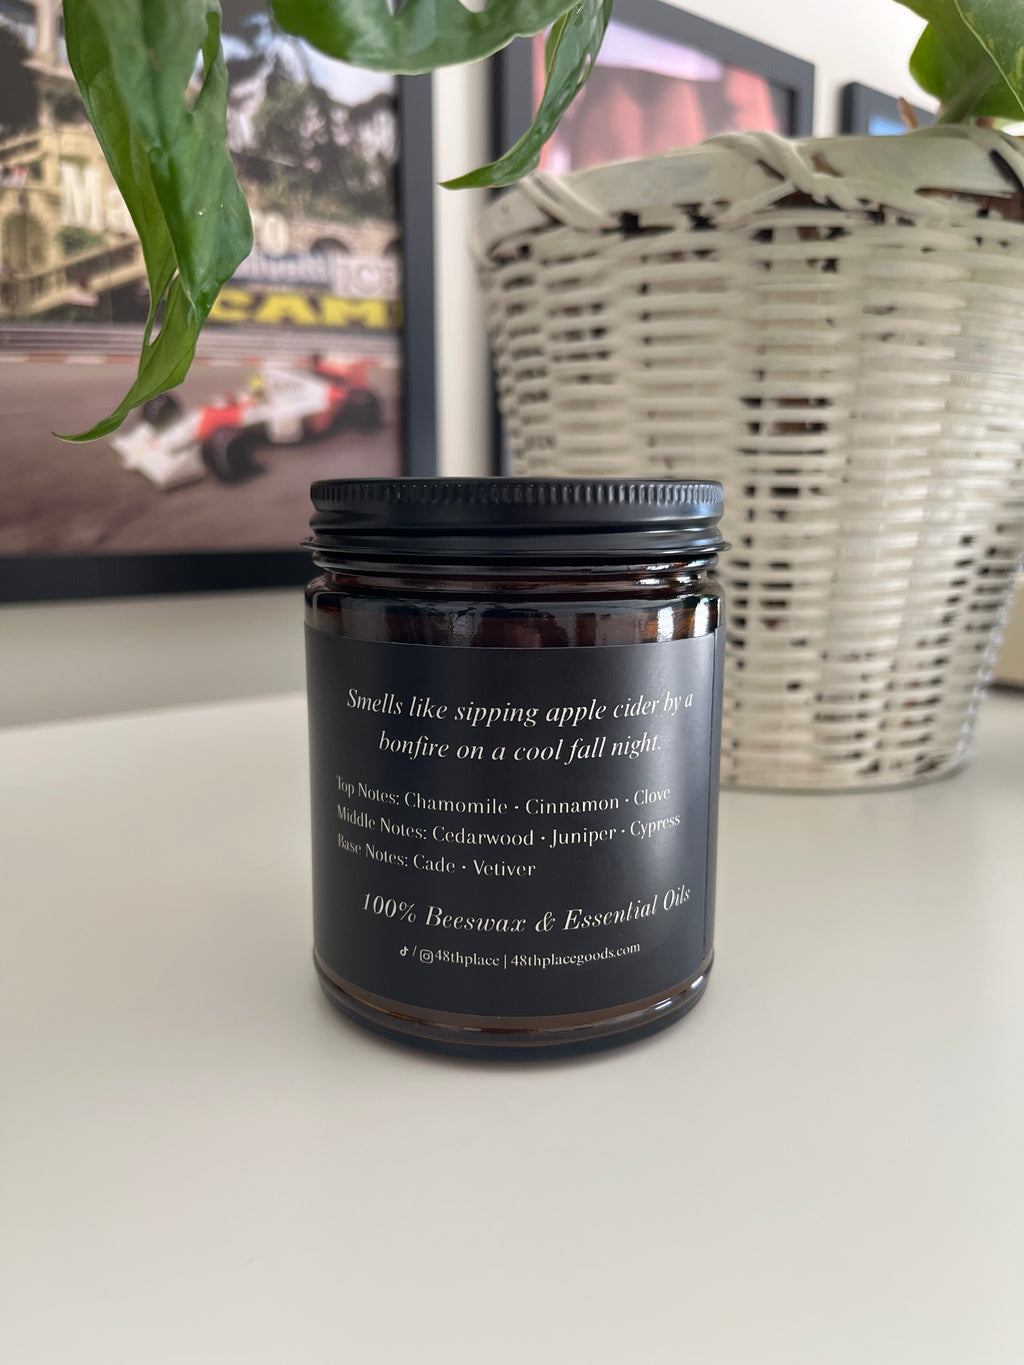 CAM
Smells like sipping apple cider by a
bonfire on a cool fall night.
Top Notes: Chamomile • Cinnamon • Clove
Middle Notes: Cedarwood • Juniper • Cypress
Base Notes: Cade • Vetiver
100% Beeswax & Essential Oils
/ 48thplace | 48thplacegoods.com